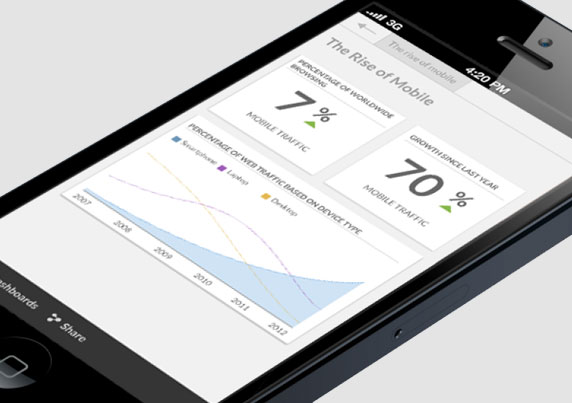 3G
4:20 PM
The rise of mobile
The Rise of Mobile
PERCENTAGE OF WORLDWIDE
BROWSING
7 %
MOBILE TRAFFIC
GROWTH SINCE LAST YEAR
70 %
MOBILE TRAFFIC
PERCENTAGE OF WEB TRAFFIC BASED ON DEVICE TYPE
Smartphone Laptop Desktop
2007 2008 2009 2010 2011 2012
Share